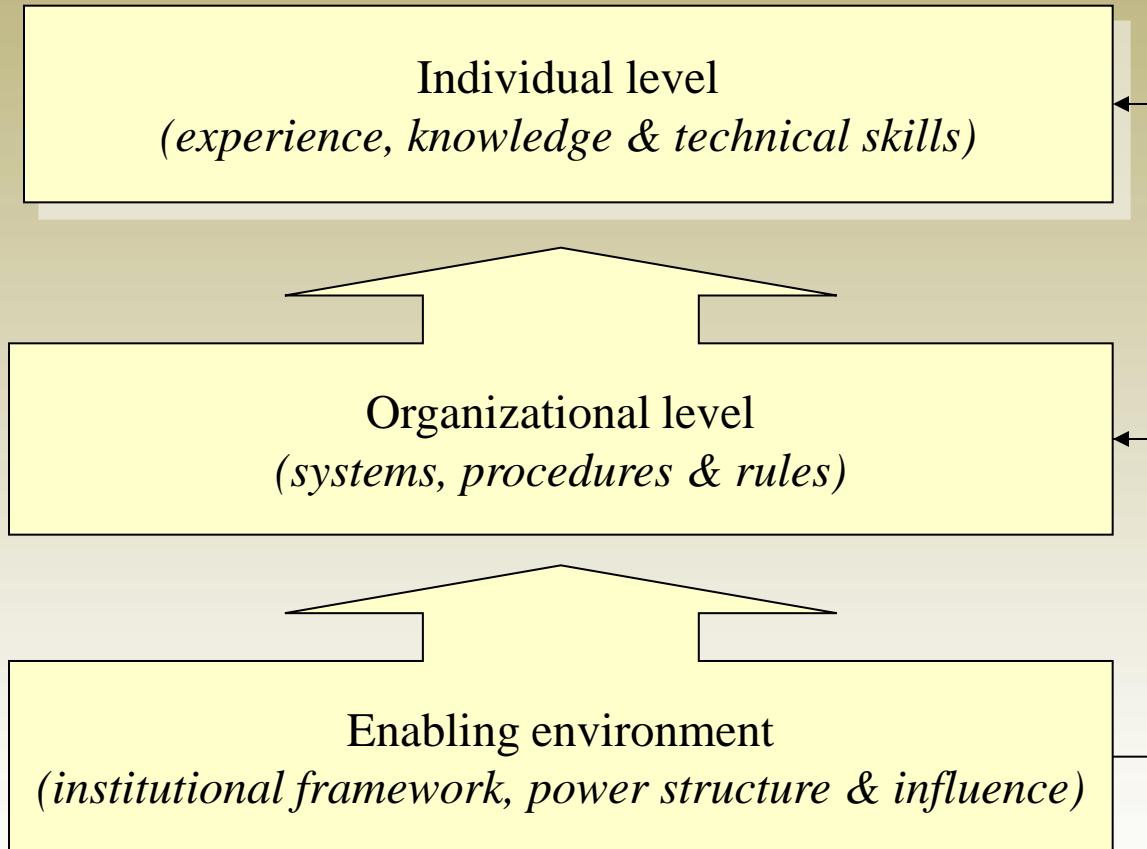 Individual level
(experience, knowledge & technical skills)
Organizational level
(systems, procedures & rules)
Enabling environment
(institutional framework, power structure & influence)